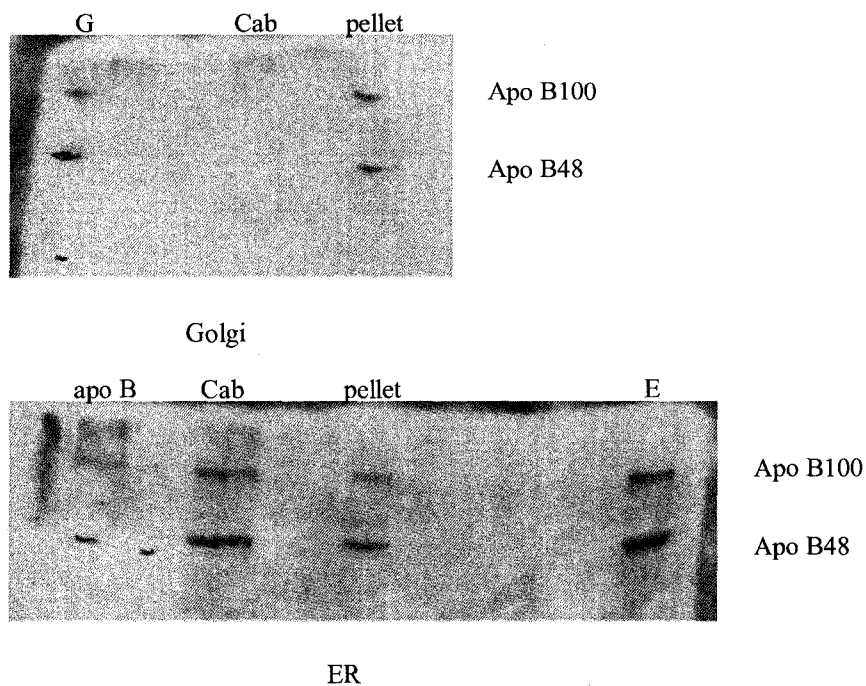 G Cab pellet
Apo B100
Apo B48
Golgi
apo B Cab pellet E
Apo B100
Apo B48
ER